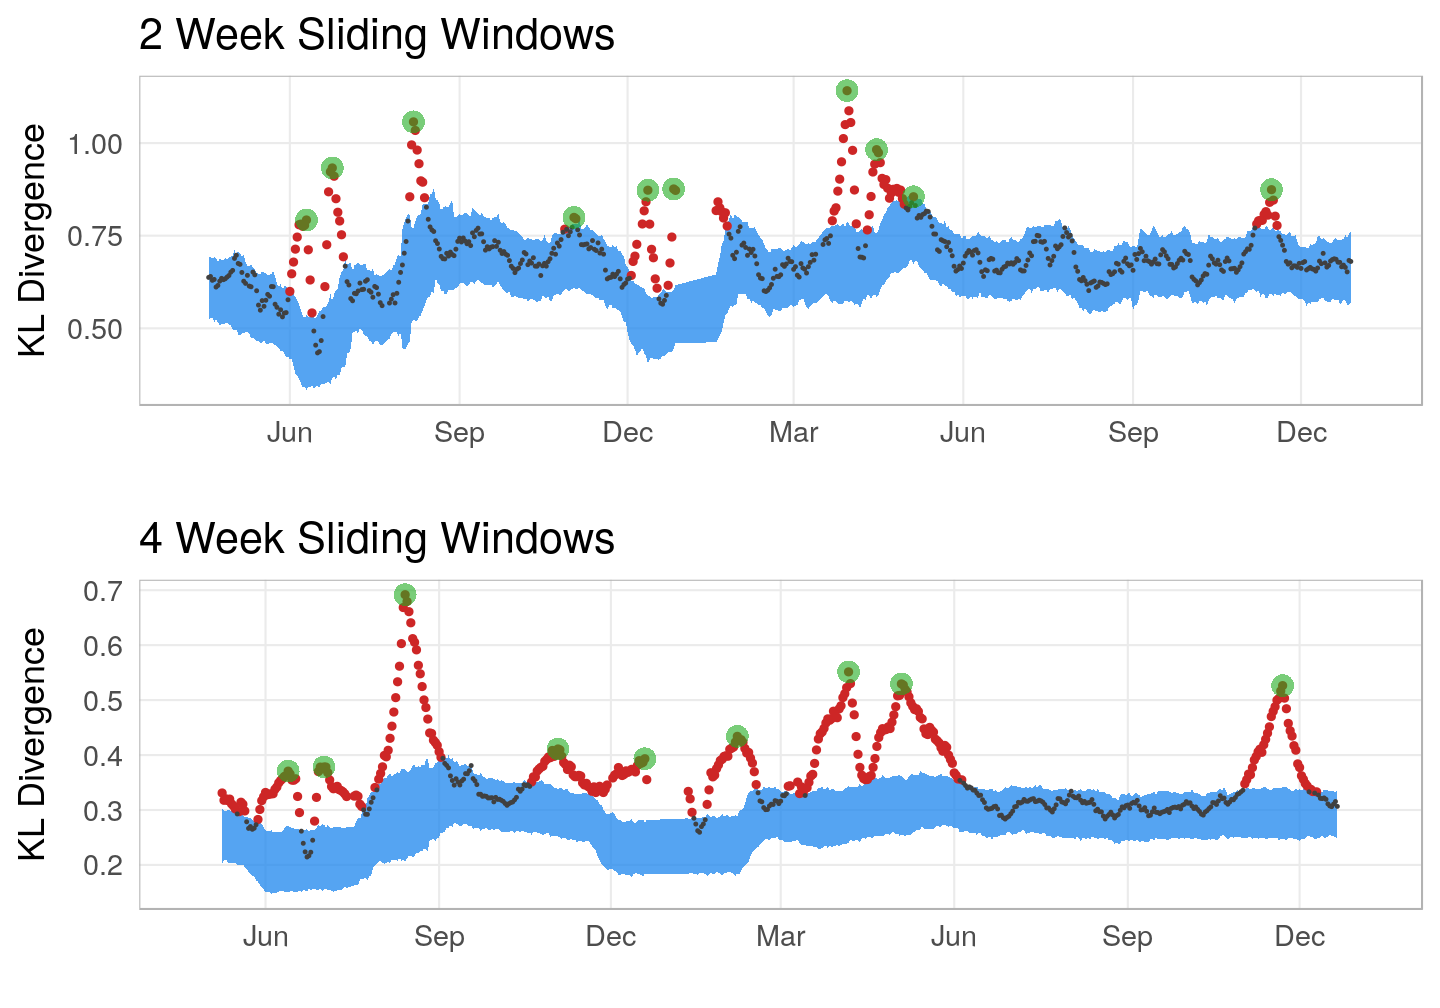 2 Week Sliding Windows
KL Divergence
1.00
0.75
0.50
Jun Sep Dec Mar Jun Sep Dec
4 Week Sliding Windows
KL Divergence
0.7
0.6
0.5
0.4
0.3
0.2
Jun Sep Dec Mar Jun Sep Dec